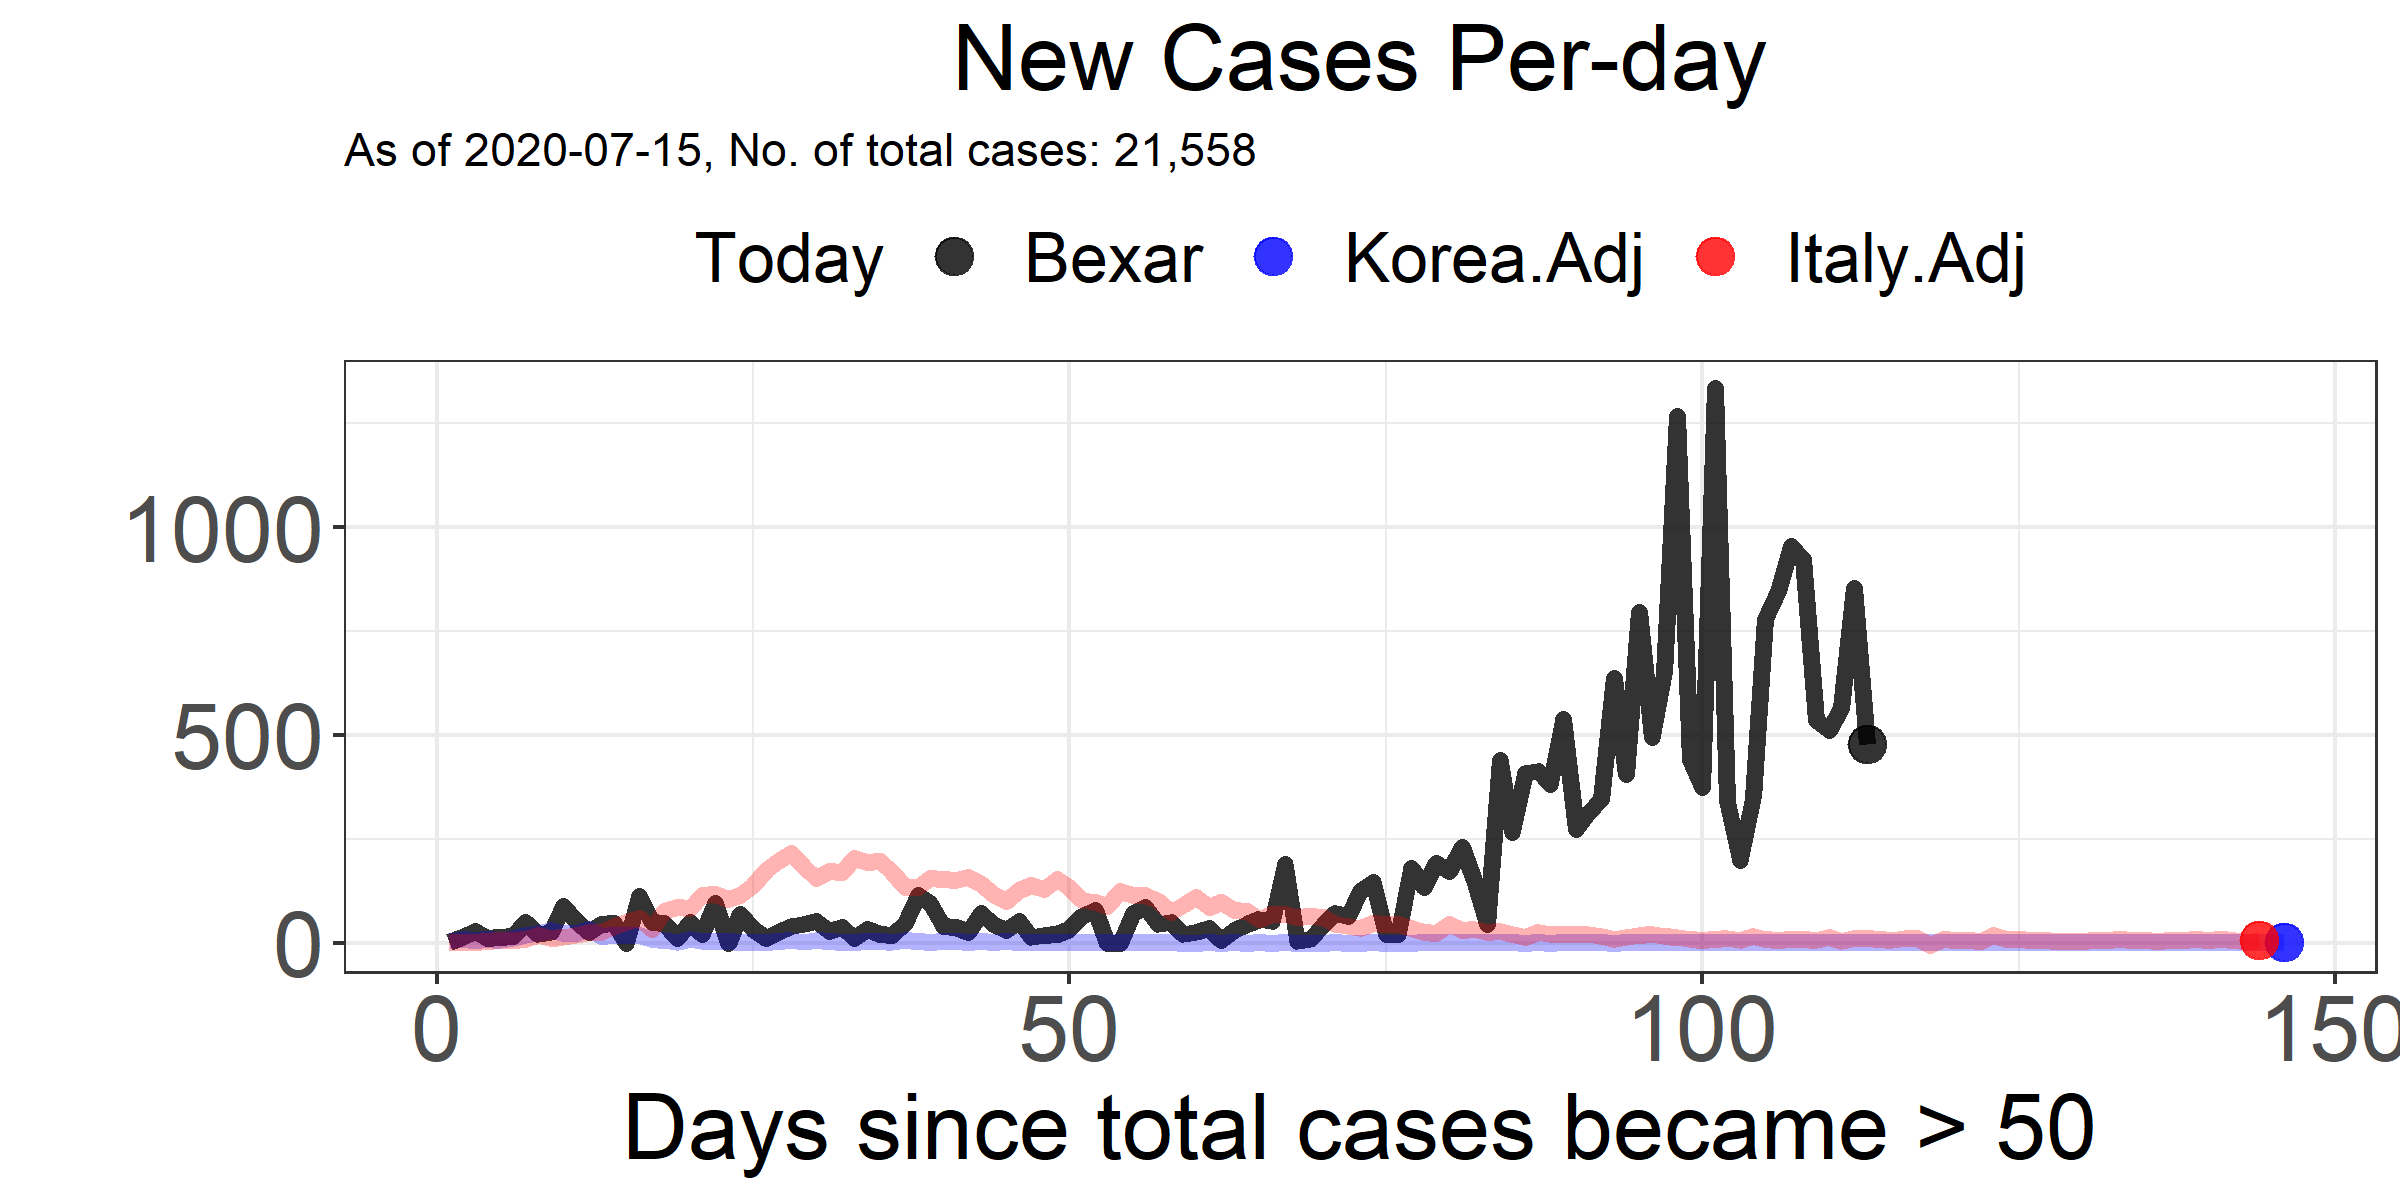 New Cases Per-day
As of 2020-07-15, No. of total cases: 21,558
Today Bexar Korea.Adj Italy.Adj
1000
500
0
0 50 100 150
Days since total cases became > 50